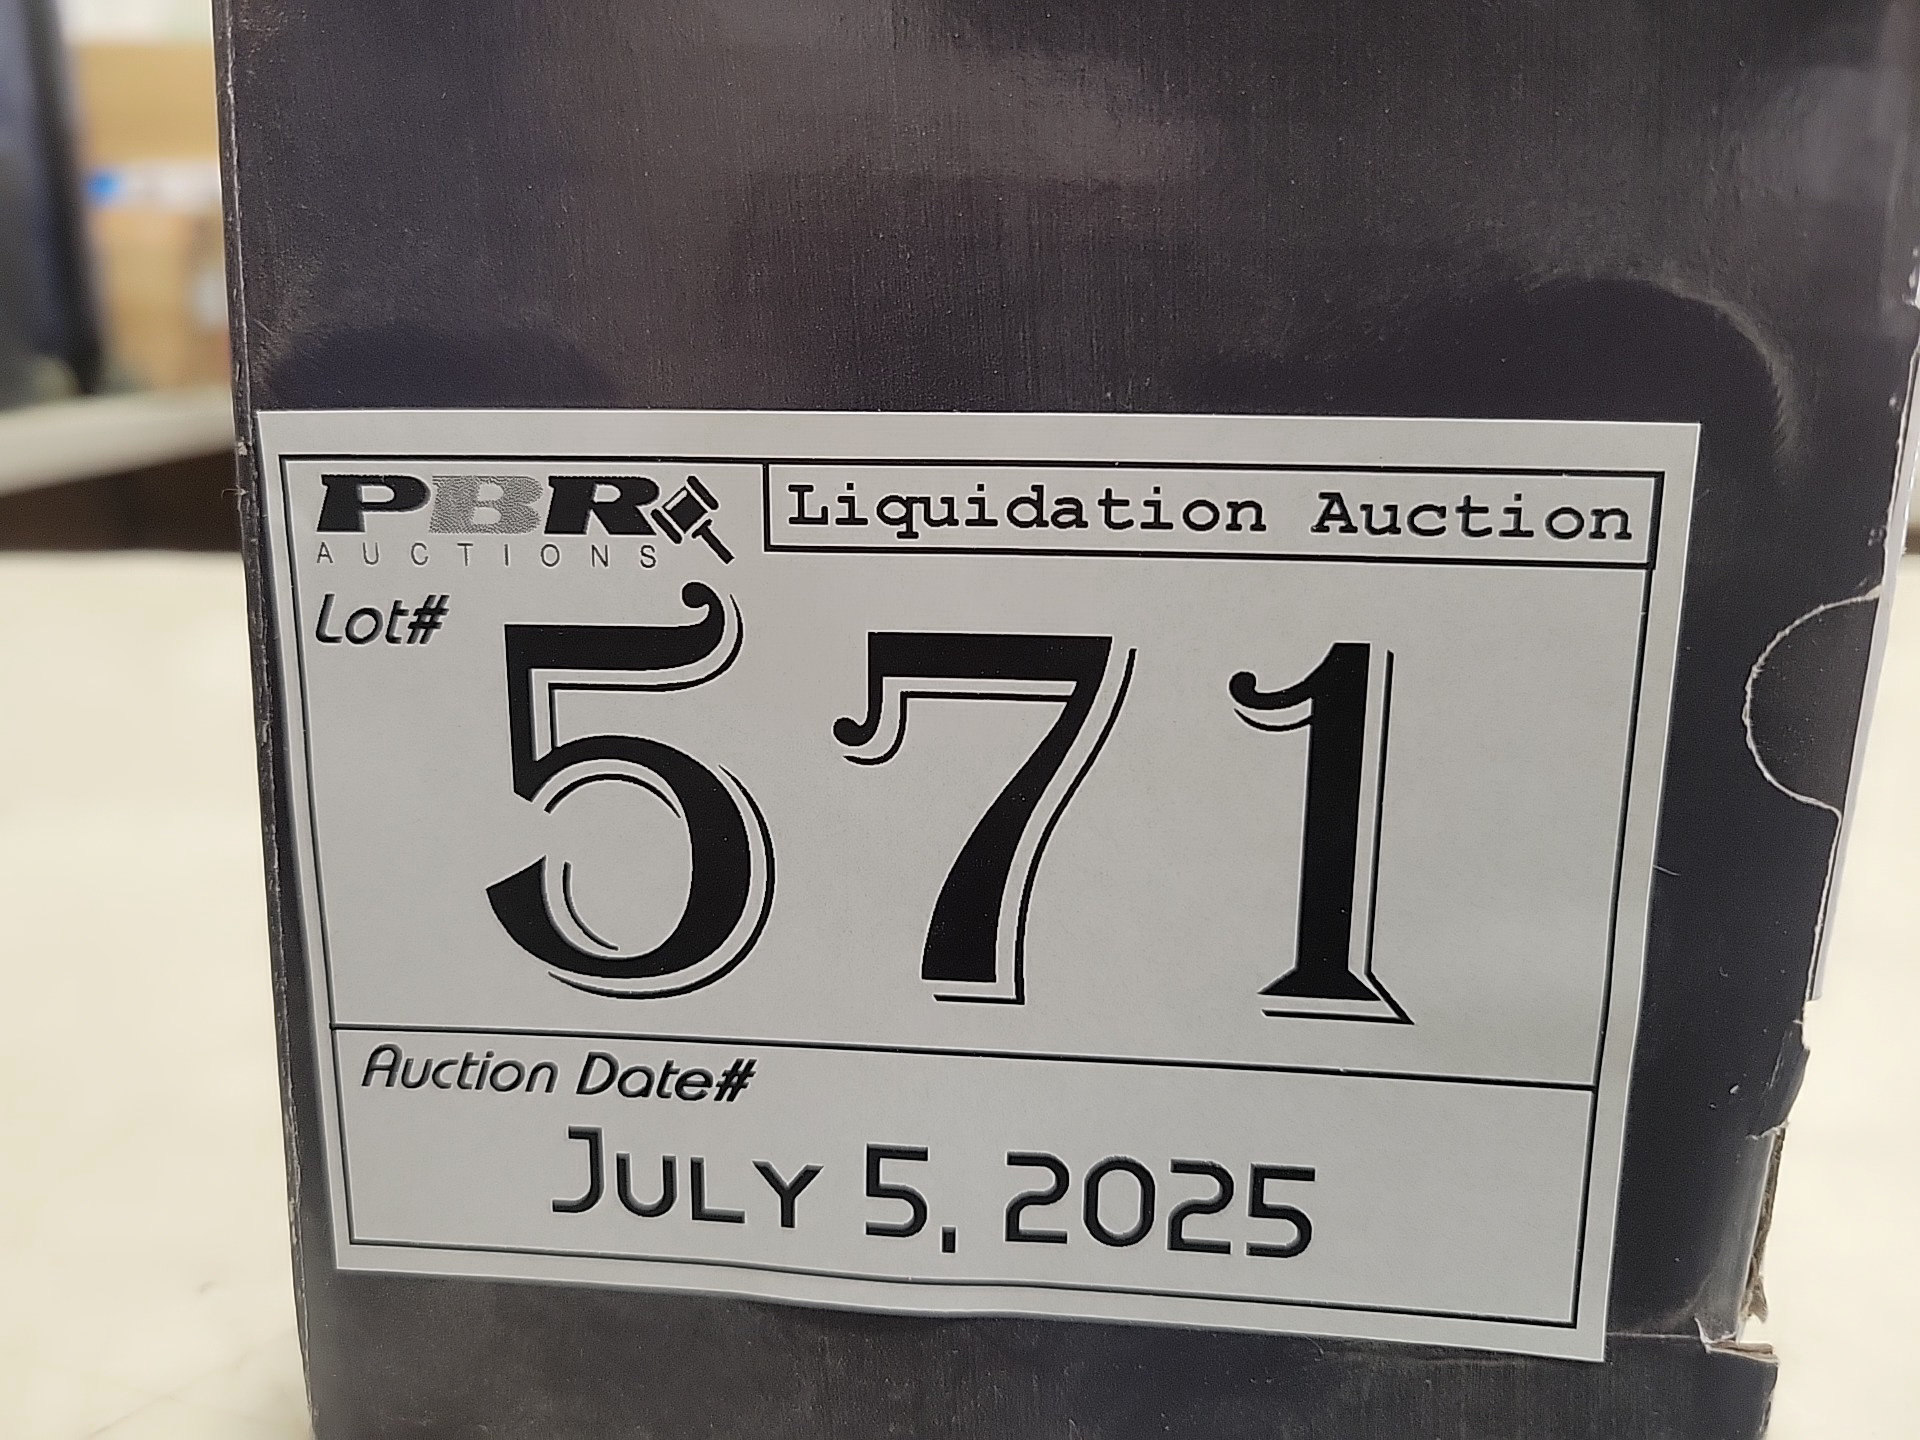 PBR
AUCTIONS
Liquidation Auction
Lot#
571
Auction Date#
July 5, 2025